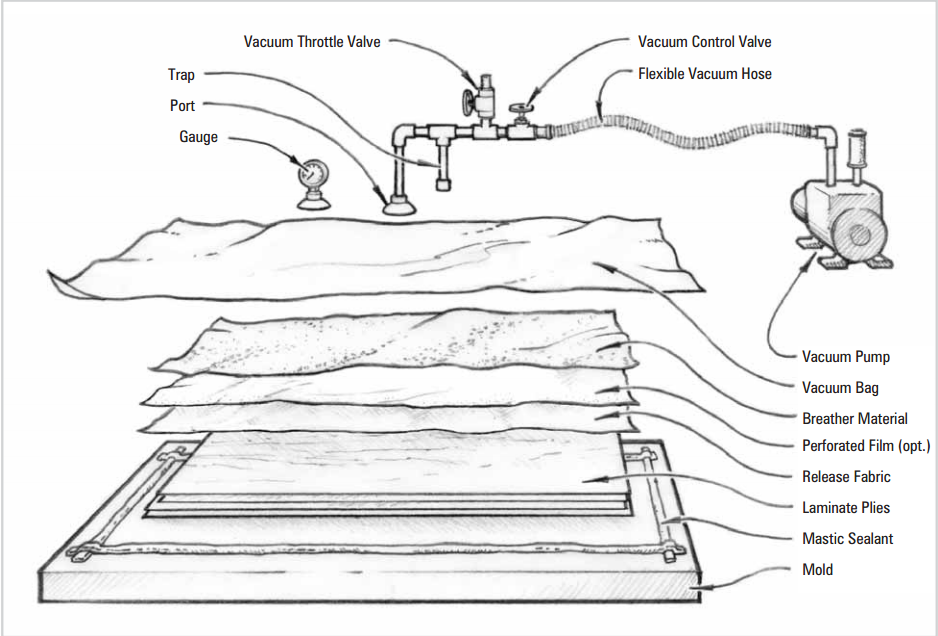 Vacuum Throttle Valve
Vacuum Control Valve
Trap
Flexible Vacuum Hose
Port
Gauge
Vacuum Pump
Vacuum Bag
Breather Material
Perforated Film (opt.)
Release Fabric
Laminate Plies
Mastic Sealant
Mold